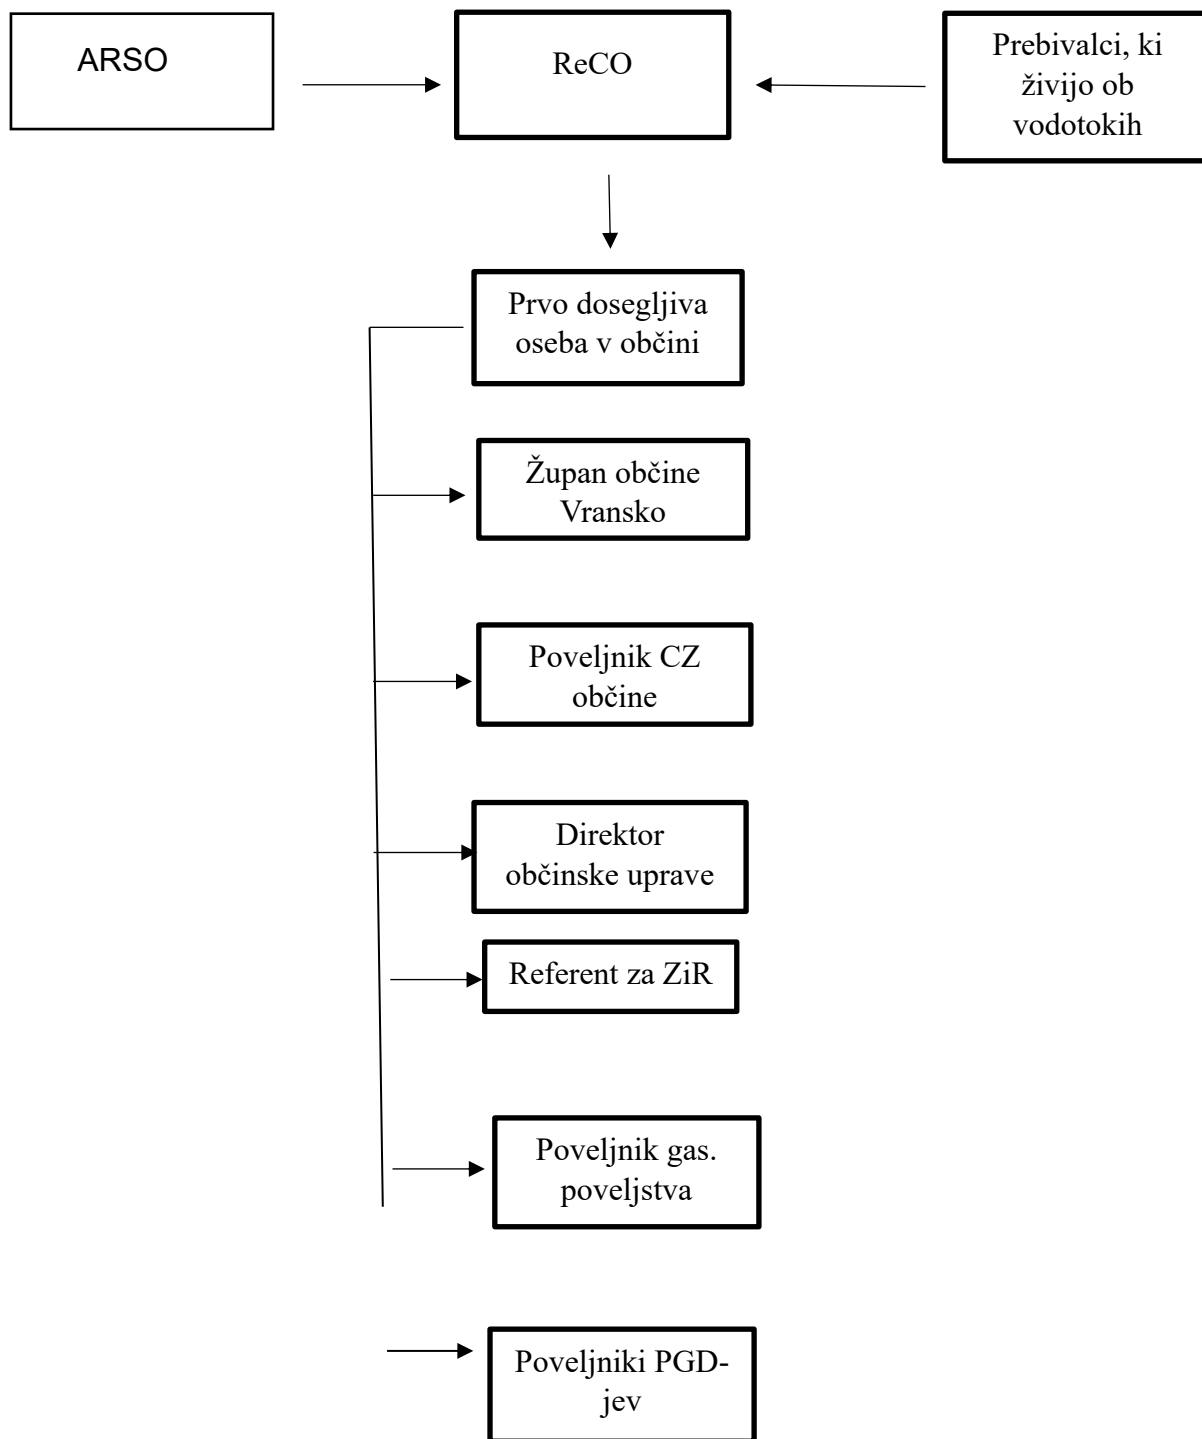 ARSO
ReCO
Prebivalci, ki
živijo ob
vodotokih
Prvo dosegljiva
oseba v občini
Župan občine
Vransko
Poveljnik CZ
občine
Direktor
občinske uprave
Referent za ZiR
Poveljnik gas.
poveljstva
Poveljniki PGD-
jev